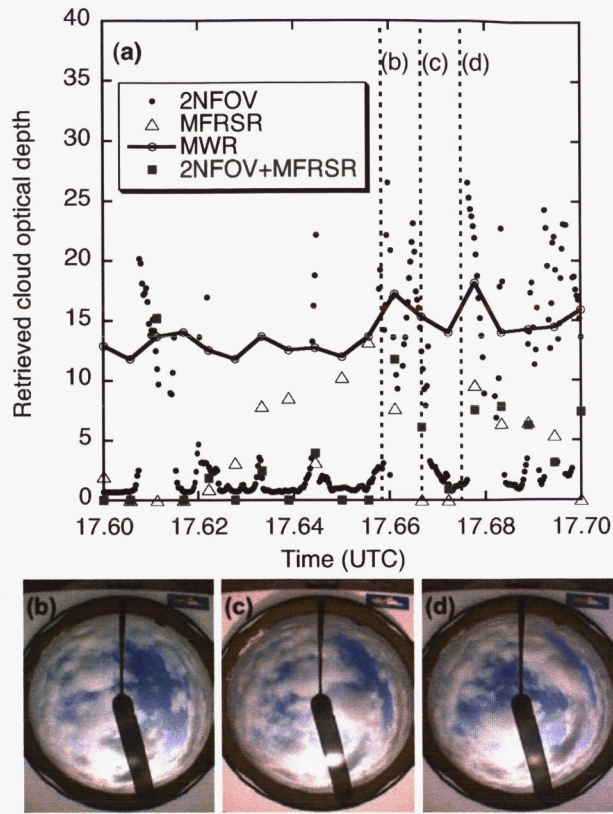 40
35
30
25
20
15
10
5
0
Retrieved cloud optical depth
(a)
(b)
(c)
(d)
2NFOV
MFRSR
MWR
2NFOV+MFRSR
17.60
17.62
17.64
17.66
17.68
17.70
Time (UTC)
(b)
(c)
(d)